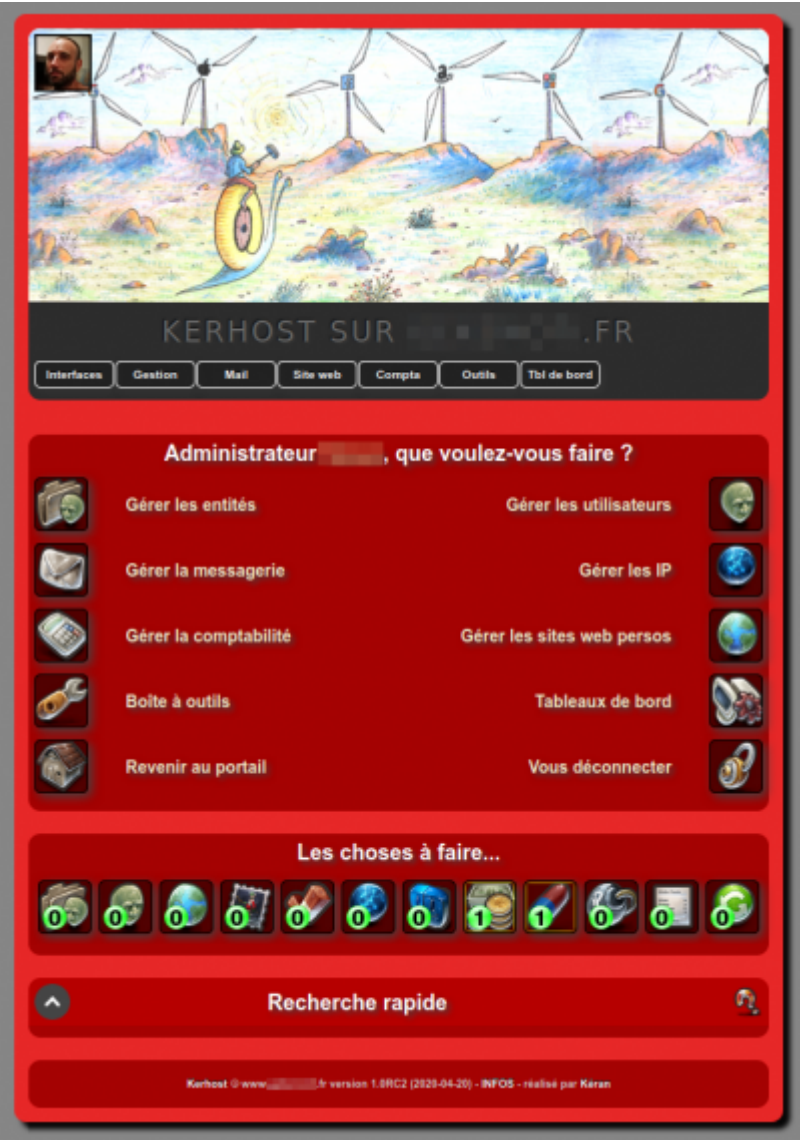 KERHOST SUR .FR
Interfaces Gestion Mail Site web Compta Outils Tbl de bord
Administrateur , que voulez-vous faire ?
Gérer les entités Gérer les utilisateurs
Gérer la messagerie Gérer les IP
Gérer la comptabilité Gérer les sites web persos
Boîte à outils Tableaux de bord
Revenir au portail Vous déconnecter
Les choses à faire...
0 0 0 0 0 0 0 1 1 0 0 0
Recherche rapide
Kerhost © www. .fr version 1.0RC2 (2020-04-20) - INFOS - réalisé par Kéran